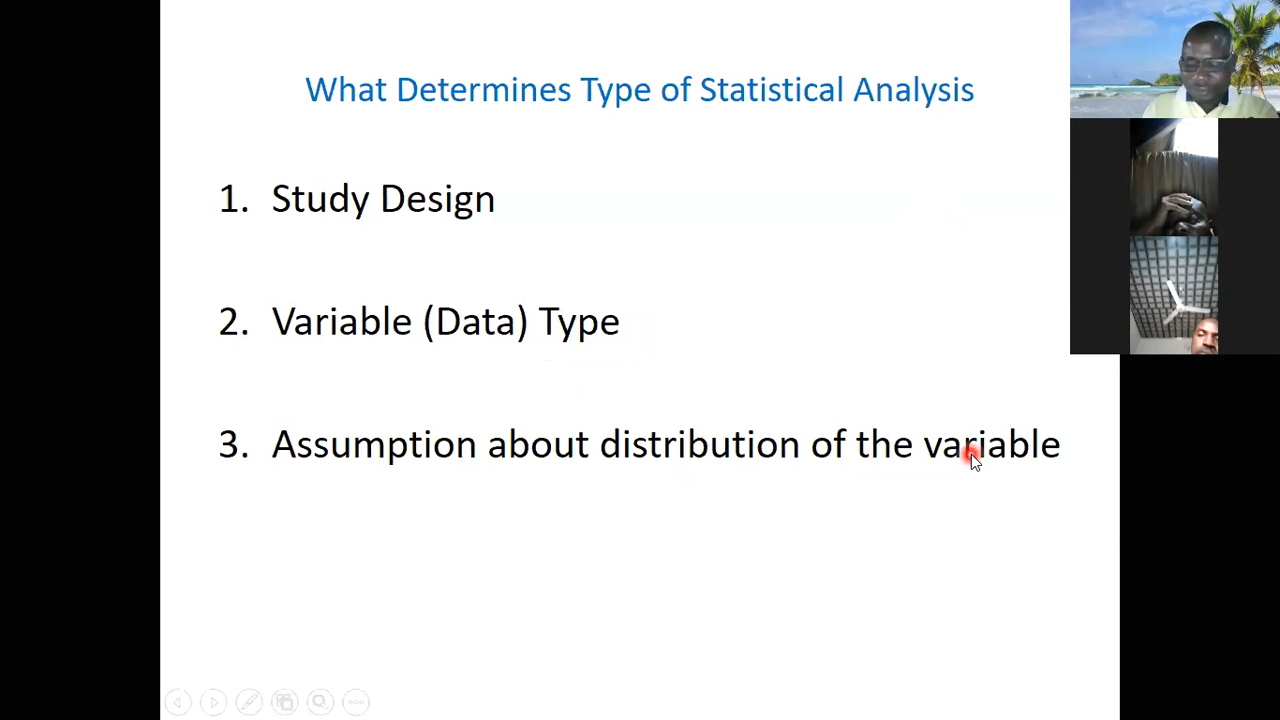 What Determines Type of Statistical Analysis
1. Study Design
2. Variable (Data) Type
3. Assumption about distribution of the variable